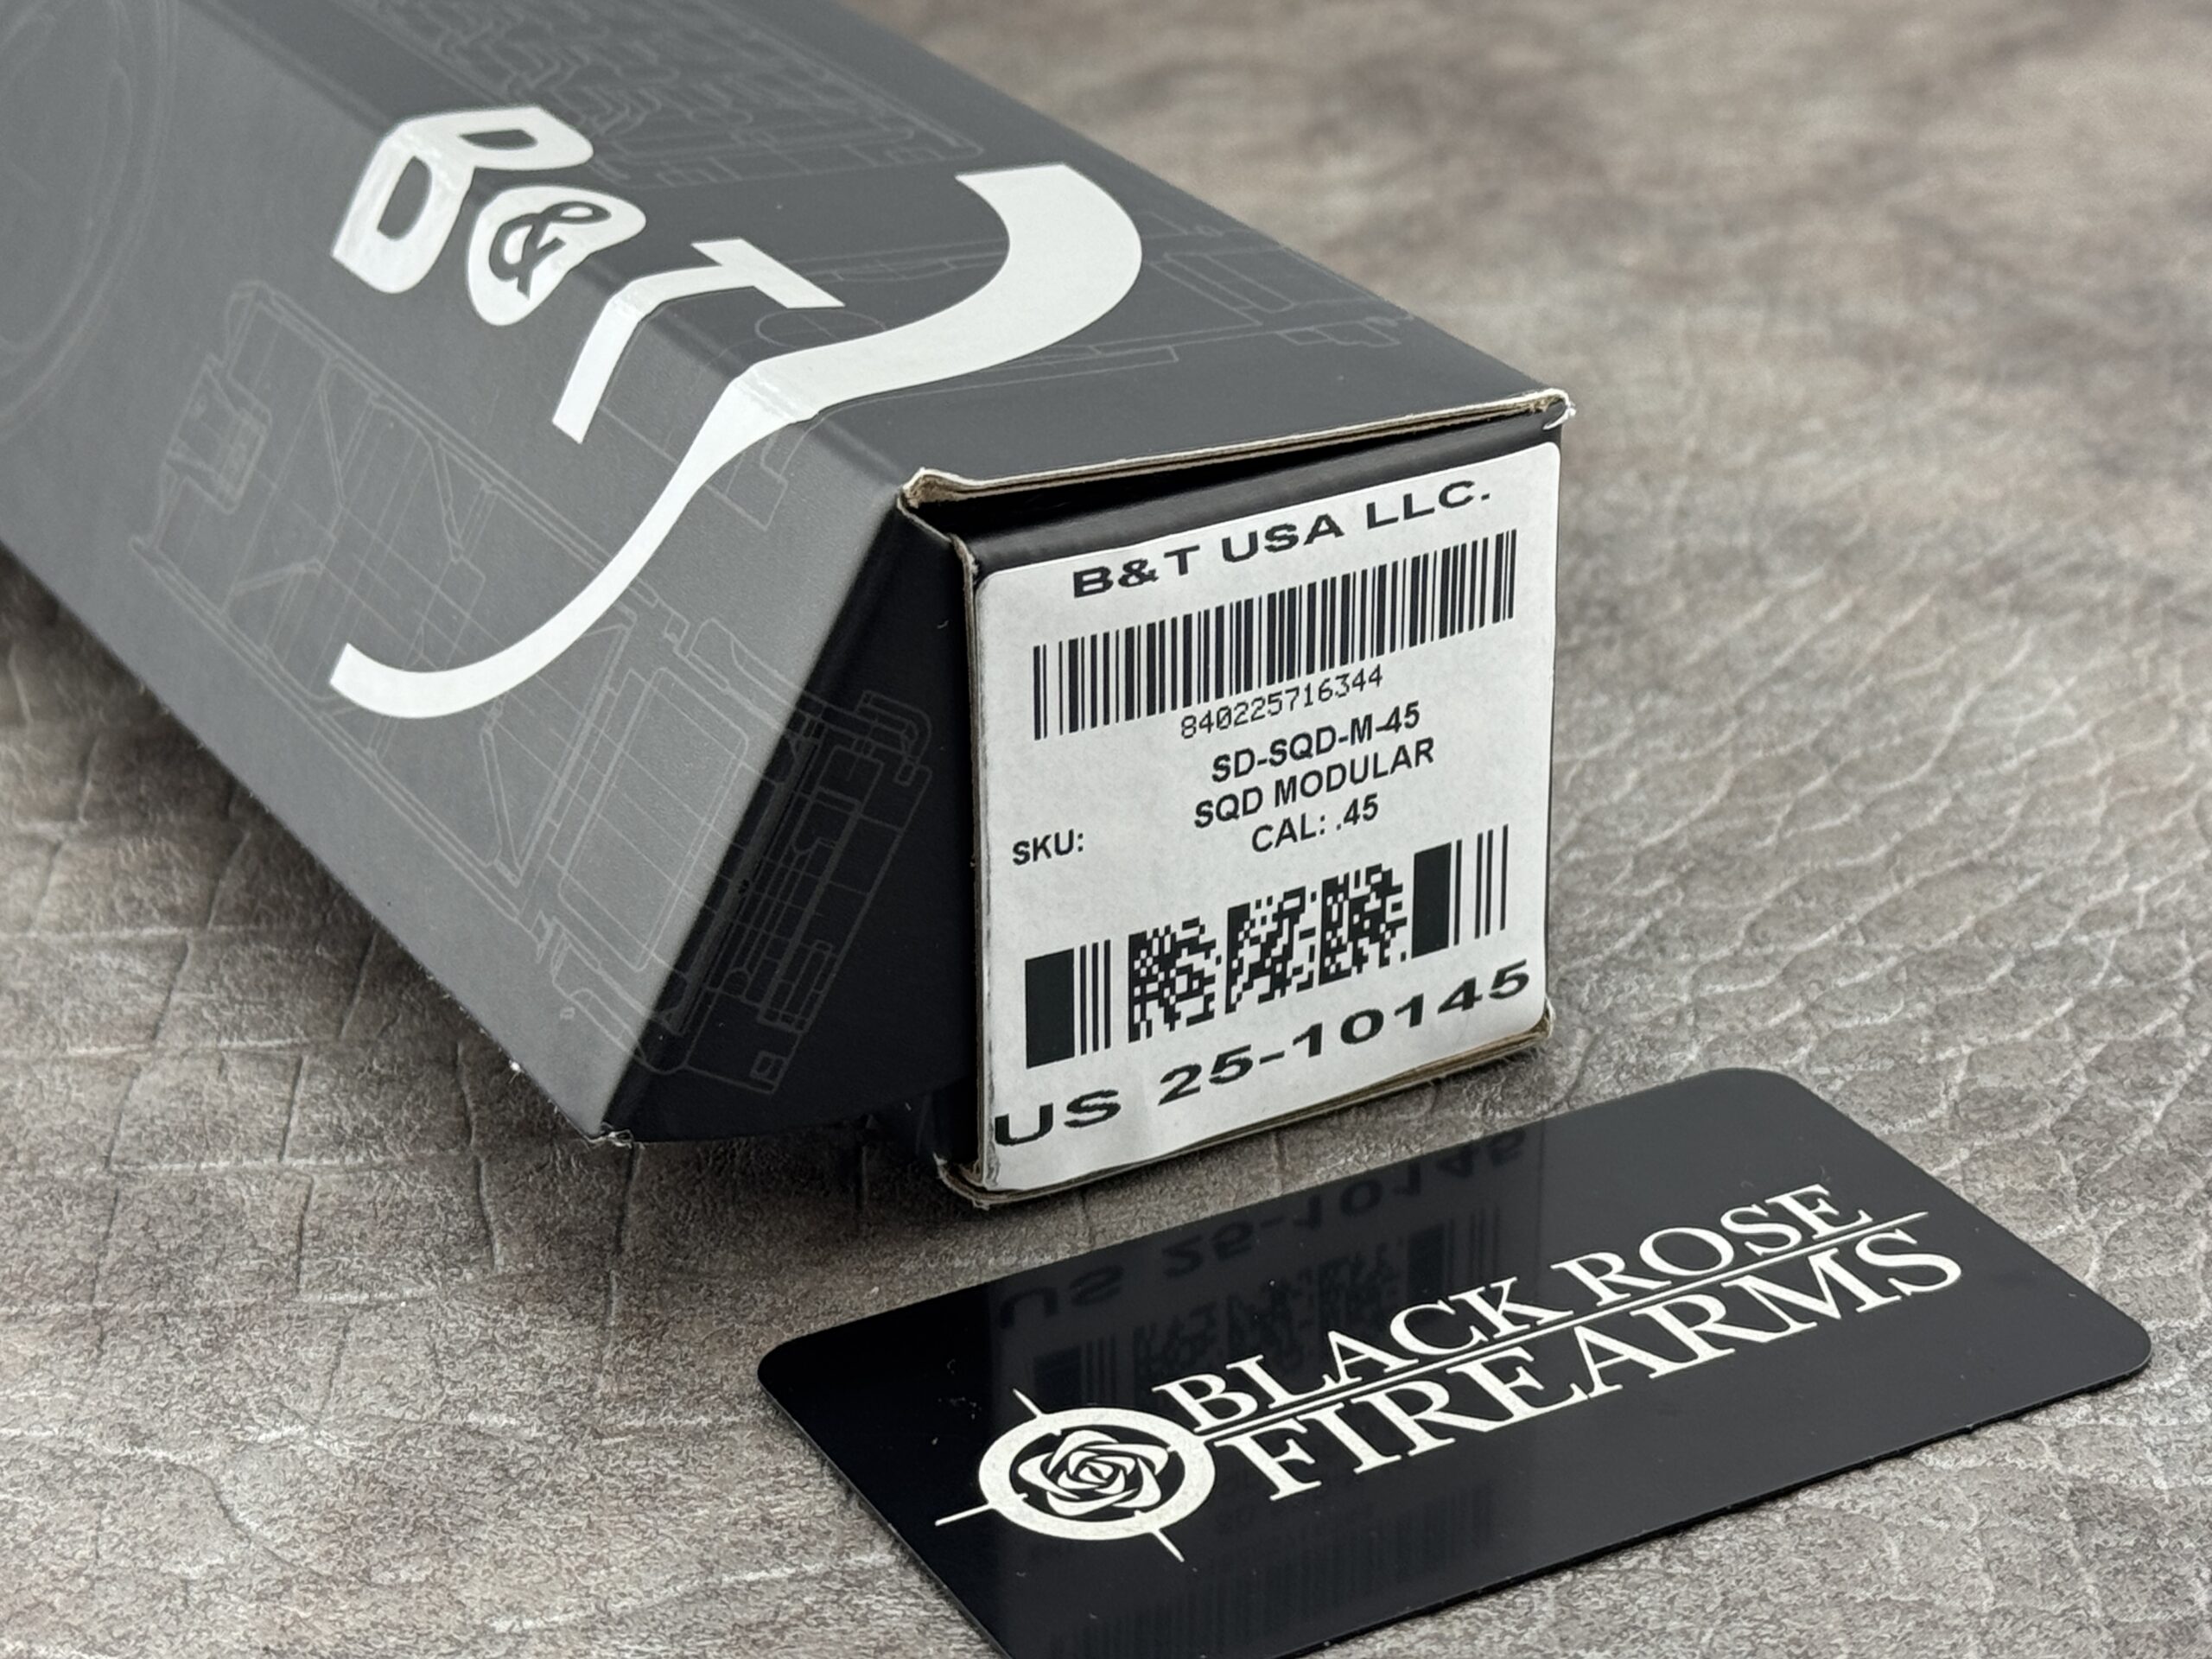 B&T
B&T USA LLC.
840225716344
SD-SQD-M-45
SQD MODULAR
SKU:
CAL: .45
US 25-10145
BLACK ROSE
FIREARMS